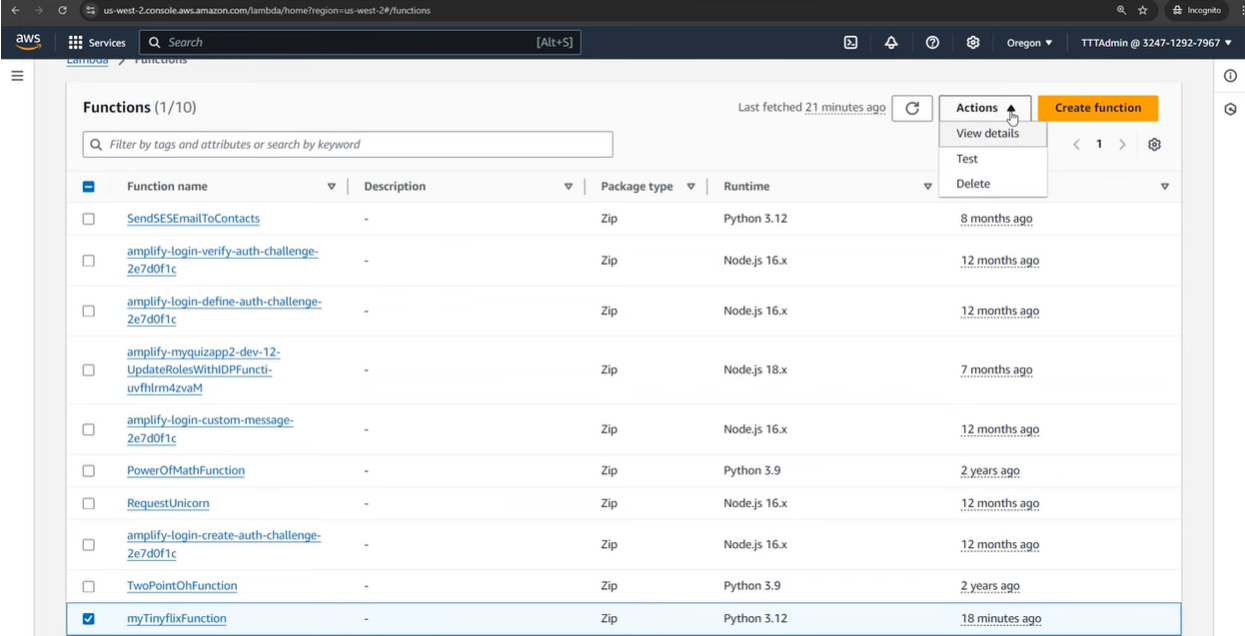 us-west-2.console.aws.amazon.com/lambda/home?region=us-west-2#/functions
Incognito
aws
Services
Search
[Alt+S]
Oregon
TTTAdmin @ 3247-1292-7967
Lambda
Functions
Functions (1/10)
Last fetched 21 minutes ago
Actions
Create function
Filter by tags and attributes or search by keyword
View details
1
Test
Delete
Function name
Description
Package type
Runtime
SendSESEmailToContacts
-
Zip
Python 3.12
8 months ago
amplify-login-verify-auth-challenge-
2e7d0f1c
-
Zip
Node.js 16.x
12 months ago
amplify-login-define-auth-challenge-
2e7d0f1c
-
Zip
Node.js 16.x
12 months ago
amplify-myquizapp2-dev-12-
UpdateRolesWithIDPFuncti-
uvfhlrm4zvaM
-
Zip
Node.js 18.x
7 months ago
amplify-login-custom-message-
2e7d0f1c
-
Zip
Node.js 16.x
12 months ago
PowerOfMathFunction
-
Zip
Python 3.9
2 years ago
RequestUnicorn
-
Zip
Node.js 16.x
12 months ago
amplify-login-create-auth-challenge-
2e7d0f1c
-
Zip
Node.js 16.x
12 months ago
TwoPointOhFunction
-
Zip
Python 3.9
2 years ago
myTinyflixFunction
-
Zip
Python 3.12
18 minutes ago